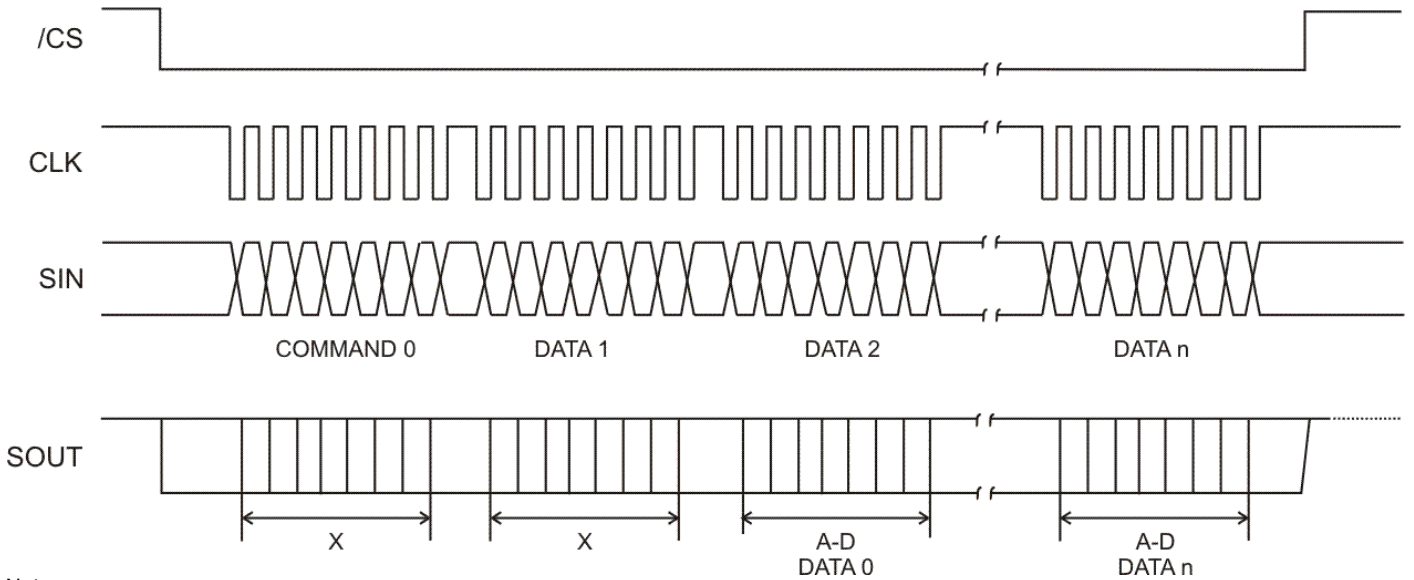 /CS
CLK
SIN
COMMAND 0 DATA 1 DATA 2 DATA n
SOUT
X X A-D A-D
DATA 0 DATA n